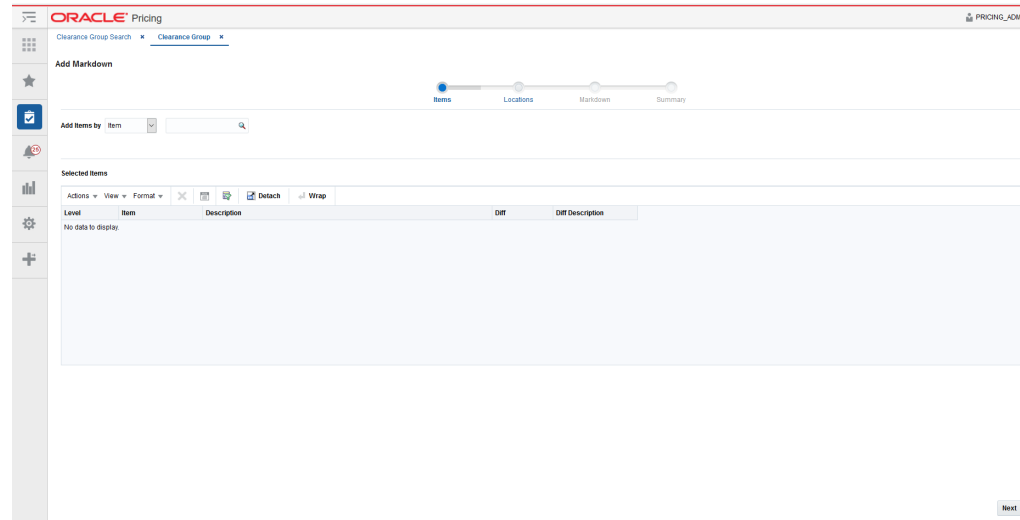 ORACLE Pricing PRICING_ADM
Clearance Group Search × Clearance Group ×
Add Markdown
Items Locations Markdown Summary
Add Items by Item
Selected Items
Actions View Format Detach Wrap
Level Item Description Diff Diff Description
No data to display.
Next